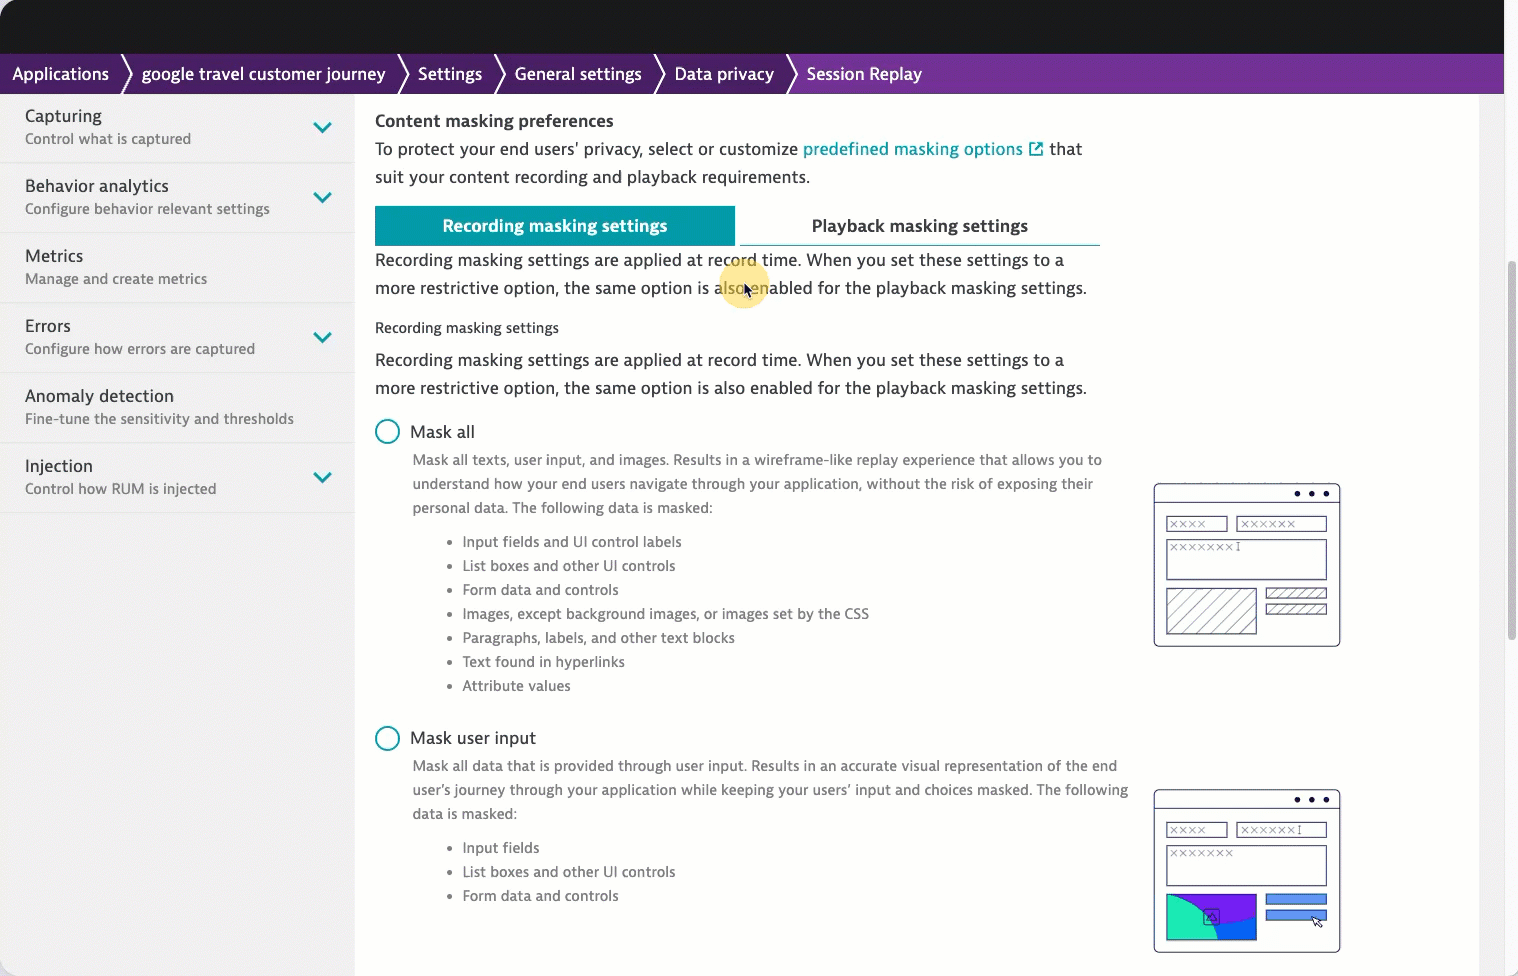 Applications
google travel customer journey
Settings
General settings
Data privacy
Session Replay
Capturing
Control what is captured
Behavior analytics
Configure behavior relevant settings
Metrics
Manage and create metrics
Errors
Configure how errors are captured
Anomaly detection
Fine-tune the sensitivity and thresholds
Injection
Control how RUM is injected
Content masking preferences
To protect your end users' privacy, select or customize predefined masking options that
suit your content recording and playback requirements.
Recording masking settings
Playback masking settings
Recording masking settings are applied at record time. When you set these settings to a
more restrictive option, the same option is also enabled for the playback masking settings.
Recording masking settings
Recording masking settings are applied at record time. When you set these settings to a
more restrictive option, the same option is also enabled for the playback masking settings.
Mask all
Mask all texts, user input, and images. Results in a wireframe-like replay experience that allows you to
understand how your end users navigate through your application, without the risk of exposing their
personal data. The following data is masked:
• Input fields and UI control labels
• List boxes and other UI controls
• Form data and controls
• Images, except background images, or images set by the CSS
• Paragraphs, labels, and other text blocks
• Text found in hyperlinks
• Attribute values
××××
××××××
×××××××
Mask user input
Mask all data that is provided through user input. Results in an accurate visual representation of the end
user's journey through your application while keeping your users' input and choices masked. The following
data is masked:
• Input fields
• List boxes and other UI controls
• Form data and controls
××××
××××××
×××××××